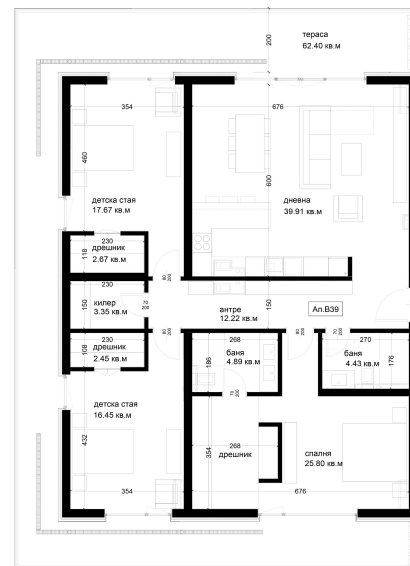 200
тераса
62.40 кв.м
354
676
460
600
детска стая
17.67 кв.м
дневна
39.91 кв.м
230
дрешник
2.67 кв.м
118
80
200
230
килер
3.35 кв.м
150
70
200
антре
12.22 кв.м
150
Ап.B39
80
200
80
200
80
200
70
200
230
дрешник
2.45 кв.м
108
268
баня
4.89 кв.м
186
270
баня
4.43 кв.м
176
70
200
детска стая
16.45 кв.м
432
354
268
дрешник
354
спалня
25.80 кв.м
676